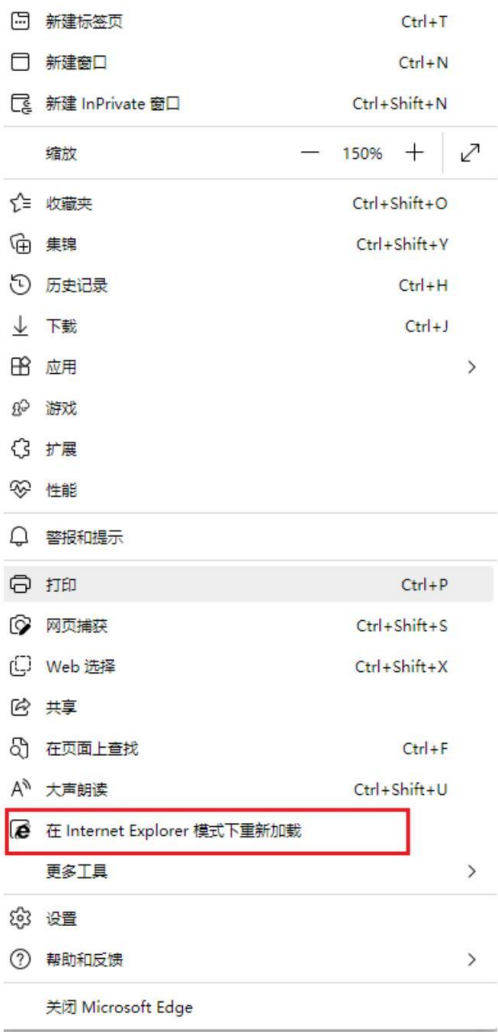 新建标签页 Ctrl+T
新建窗口 Ctrl+N
新建 InPrivate 窗口 Ctrl+Shift+N
缩放 — 150% +
收藏夹 Ctrl+Shift+O
集锦 Ctrl+Shift+Y
历史记录 Ctrl+H
下载 Ctrl+J
应用
游戏
扩展
性能
警报和提示
打印 Ctrl+P
网页捕获 Ctrl+Shift+S
Web 选择 Ctrl+Shift+X
共享
在页面上查找 Ctrl+F
大声朗读 Ctrl+Shift+U
在 Internet Explorer 模式下重新加载
更多工具
设置
帮助和反馈
关闭 Microsoft Edge